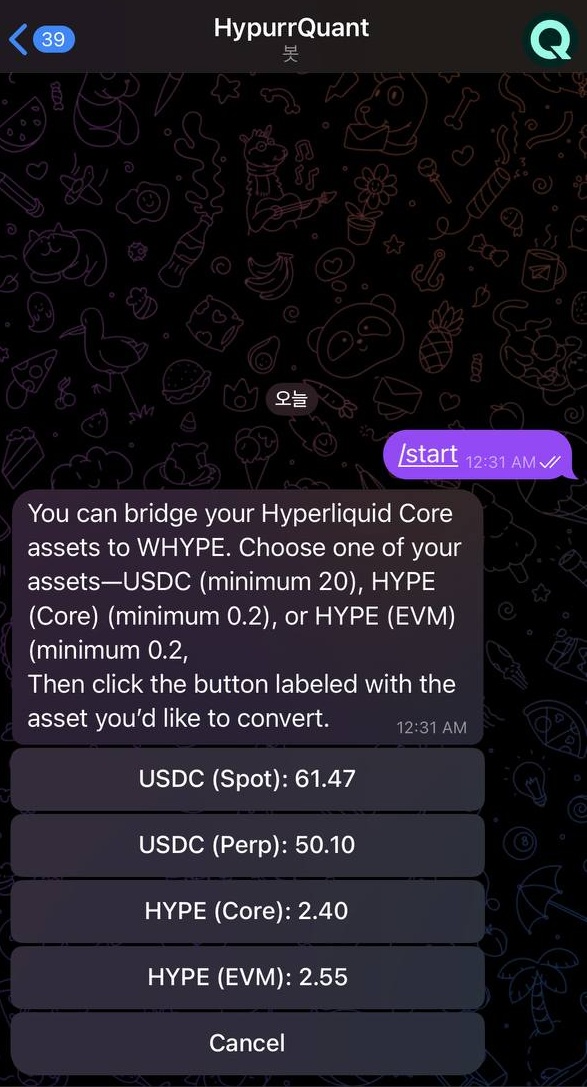 39
HypurrQuant
봇
오늘
/start 12:31 AM
You can bridge your Hyperliquid Core
assets to WHYPE. Choose one of your
assets—USDC (minimum 20), HYPE
(Core) (minimum 0.2), or HYPE (EVM)
(minimum 0.2,
Then click the button labeled with the
asset you’d like to convert.
12:31 AM
USDC (Spot): 61.47
USDC (Perp): 50.10
HYPE (Core): 2.40
HYPE (EVM): 2.55
Cancel